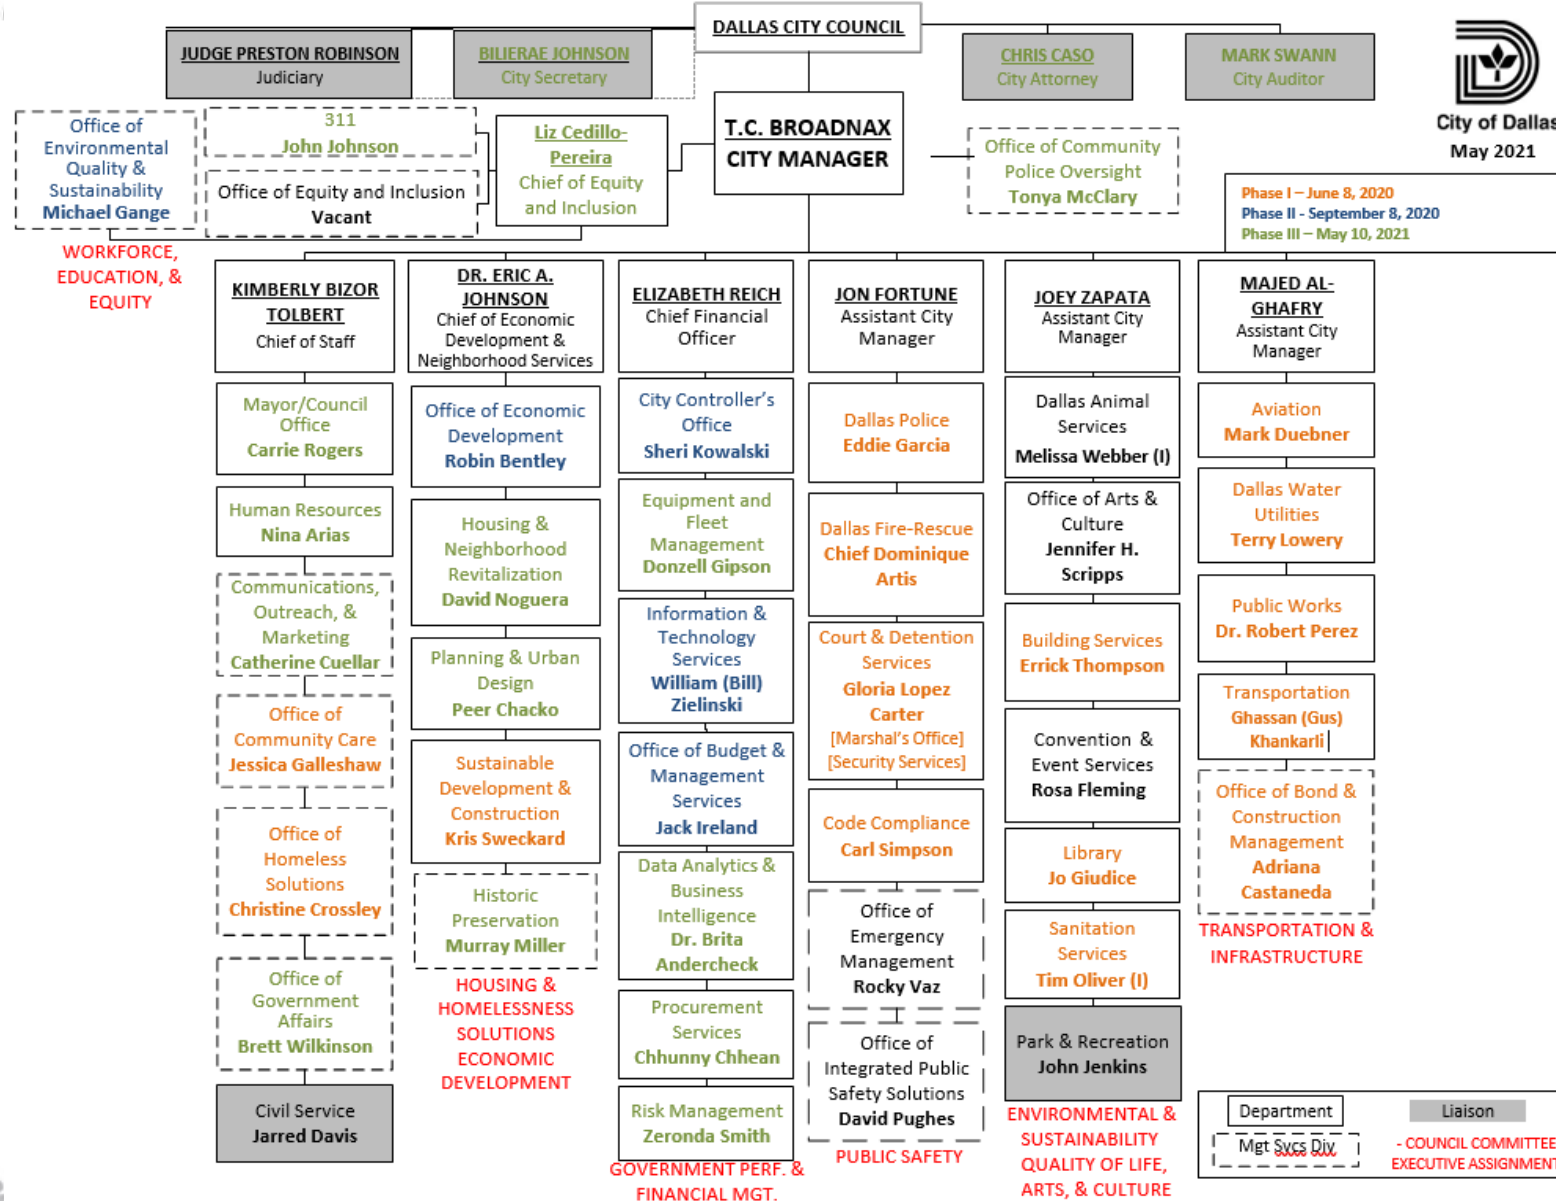 DALLAS CITY COUNCIL
JUDGE PRESTON ROBINSON
Judiciary
BILIERAE JOHNSON
City Secretary
CHRIS CASO
City Attorney
MARK SWANN
City Auditor
City of Dallas
May 2021
Office of
Environmental
Quality &
Sustainability
Michael Gange
311
John Johnson
Office of Equity and Inclusion
Vacant
Liz Cedillo-
Pereira
Chief of Equity
and Inclusion
T.C. BROADNAX
CITY MANAGER
Office of Community
Police Oversight
Tonya McClary
Phase I – June 8, 2020
Phase II - September 8, 2020
Phase III – May 10, 2021
WORKFORCE,
EDUCATION, &
EQUITY
KIMBERLY BIZOR
TOLBERT
Chief of Staff
Mayor/Council
Office
Carrie Rogers
Human Resources
Nina Arias
Communications,
Outreach, &
Marketing
Catherine Cuellar
Office of
Community Care
Jessica Galleshaw
Office of
Homeless
Solutions
Christine Crossley
Office of
Government
Affairs
Brett Wilkinson
Civil Service
Jarred Davis
DR. ERIC A.
JOHNSON
Chief of Economic
Development &
Neighborhood Services
Office of Economic
Development
Robin Bentley
Housing &
Neighborhood
Revitalization
David Noguera
Planning & Urban
Design
Peer Chacko
Sustainable
Development &
Construction
Kris Sweckard
Historic
Preservation
Murray Miller
HOUSING &
HOMELESSNESS
SOLUTIONS
ECONOMIC
DEVELOPMENT
ELIZABETH REICH
Chief Financial
Officer
City Controller's
Office
Sheri Kowalski
Equipment and
Fleet
Management
Donzell Gipson
Information &
Technology
Services
William (Bill)
Zielinski
Office of Budget &
Management
Services
Jack Ireland
Data Analytics &
Business
Intelligence
Dr. Brita
Andercheck
Procurement
Services
Chhunny Chhean
Risk Management
Zeronda Smith
GOVERNMENT PERF. &
FINANCIAL MGT.
JON FORTUNE
Assistant City
Manager
Dallas Police
Eddie Garcia
Dallas Fire-Rescue
Chief Dominique
Artis
Court & Detention
Services
Gloria Lopez
Carter
[Marshal's Office]
[Security Services]
Code Compliance
Carl Simpson
Office of
Emergency
Management
Rocky Vaz
Office of
Integrated Public
Safety Solutions
David Pughes
PUBLIC SAFETY
JOEY ZAPATA
Assistant City
Manager
Dallas Animal
Services
Melissa Webber (I)
Office of Arts &
Culture
Jennifer H.
Scripps
Building Services
Errick Thompson
Convention &
Event Services
Rosa Fleming
Library
Jo Giudice
Sanitation
Services
Tim Oliver (I)
Park & Recreation
John Jenkins
ENVIRONMENTAL &
SUSTAINABILITY
QUALITY OF LIFE,
ARTS, & CULTURE
MAJED AL-
GHAFRY
Assistant City
Manager
Aviation
Mark Duebner
Dallas Water
Utilities
Terry Lowery
Public Works
Dr. Robert Perez
Transportation
Ghassan (Gus)
Khankarli
Office of Bond &
Construction
Management
Adriana
Castaneda
TRANSPORTATION &
INFRASTRUCTURE
Department
Liaison
Mgt Svcs Div
- COUNCIL COMMITTEE
EXECUTIVE ASSIGNMENT